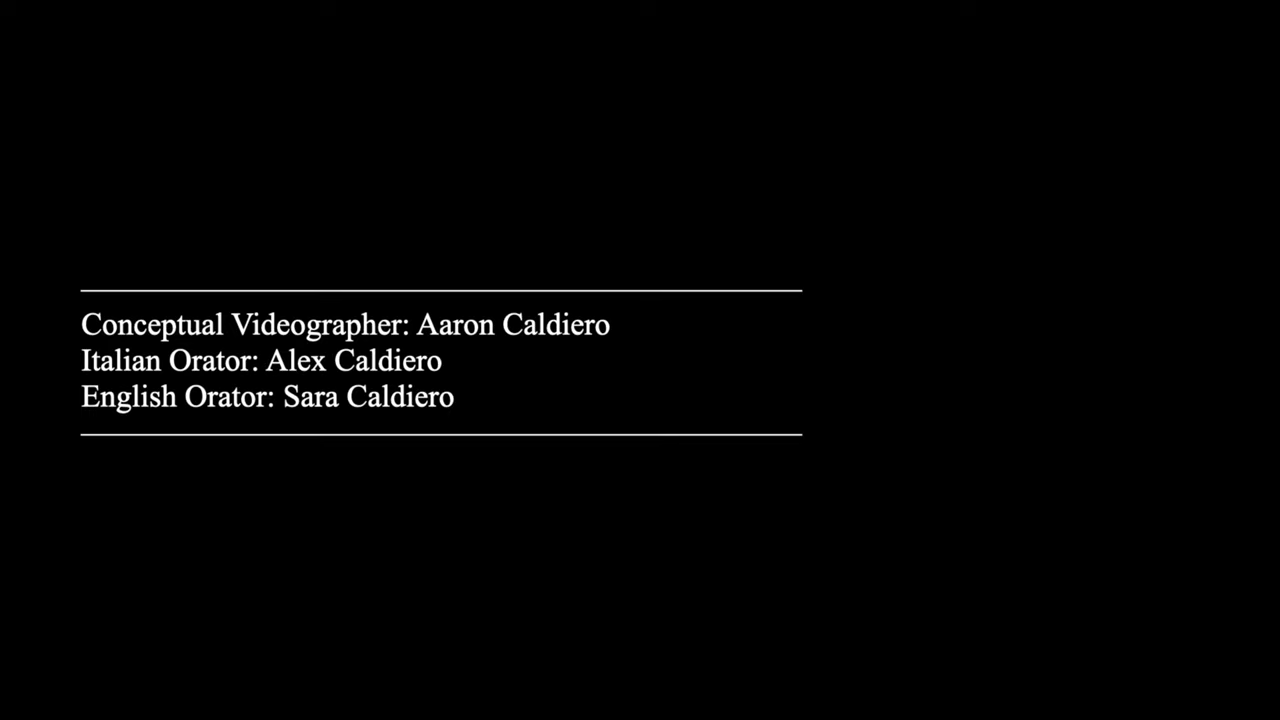 Conceptual Videographer: Aaron Caldiero
Italian Orator: Alex Caldiero
English Orator: Sara Caldiero